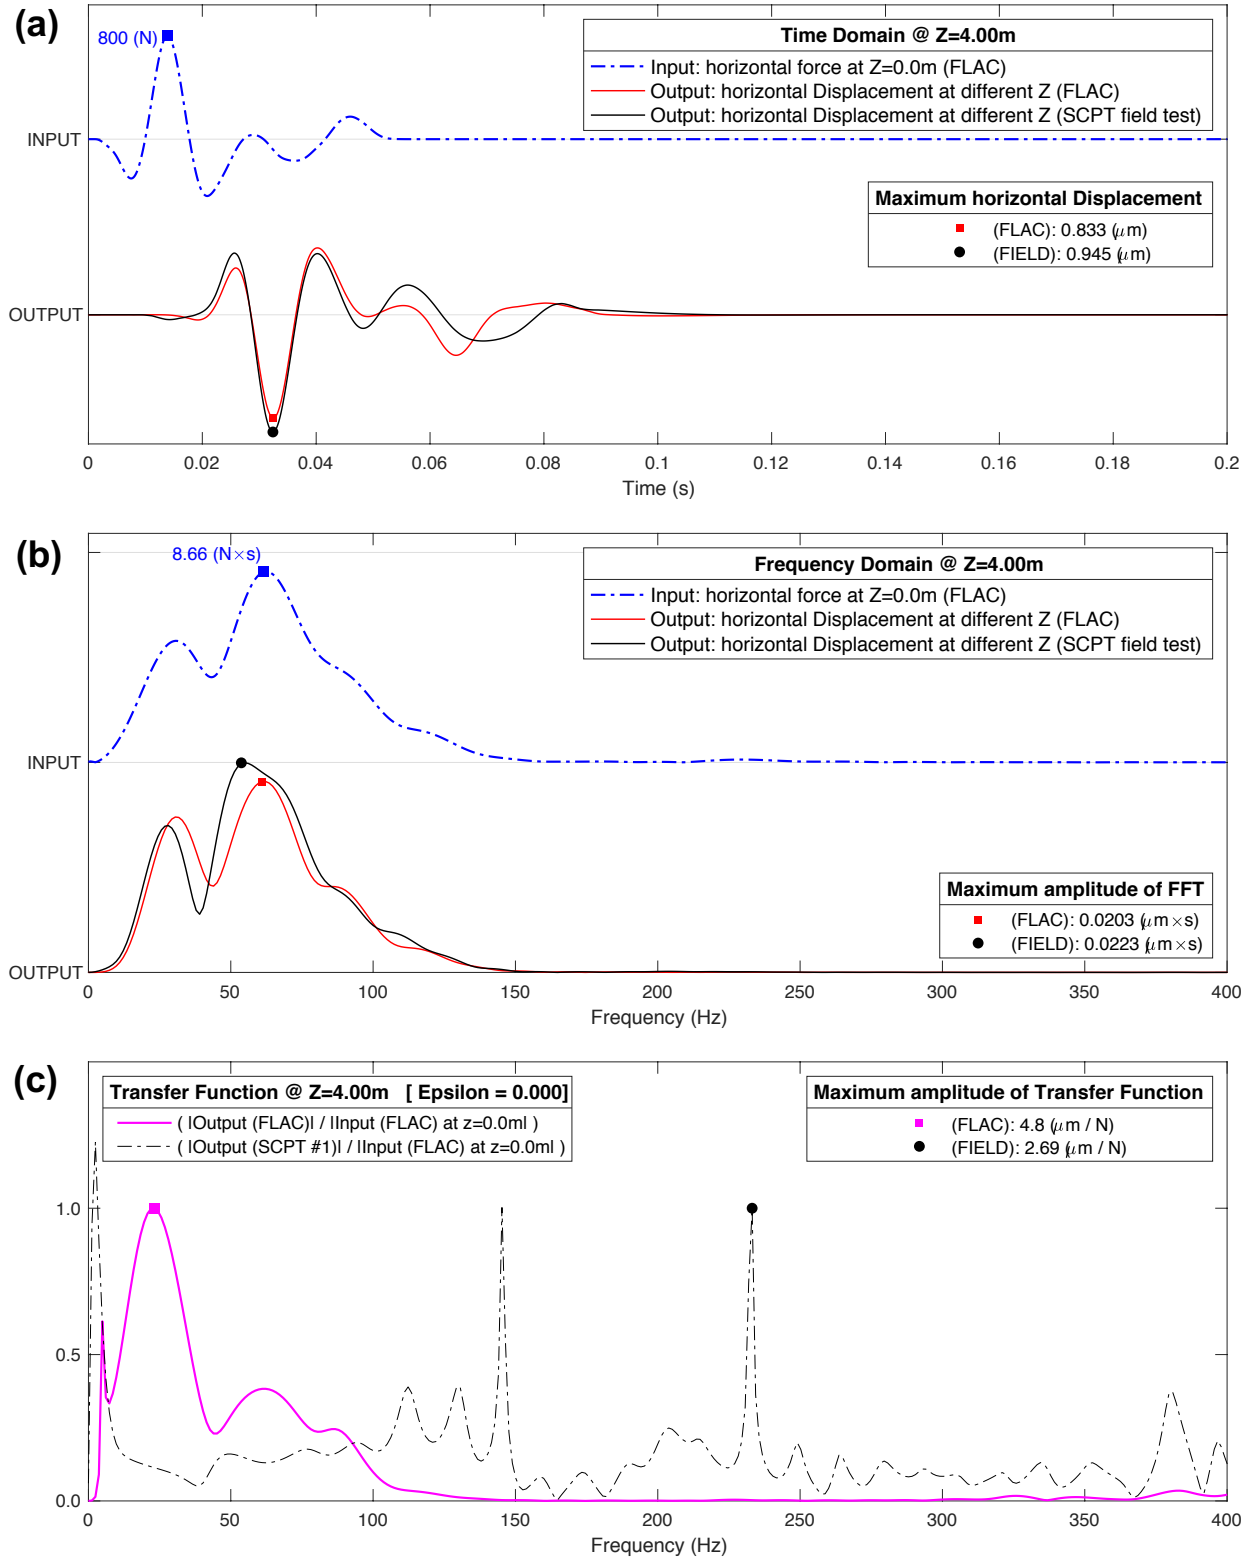 (a)
800 (N)
Time Domain @ Z=4.00m
Input: horizontal force at Z=0.0m (FLAC)
Output: horizontal Displacement at different Z (FLAC)
Output: horizontal Displacement at different Z (SCPT field test)
INPUT
Maximum horizontal Displacement
(FLAC): 0.833 (μm)
(FIELD): 0.945 (μm)
OUTPUT
0 0.02 0.04 0.06 0.08 0.1 0.12 0.14 0.16 0.18 0.2
Time (s)
(b)
8.66 (N×s)
Frequency Domain @ Z=4.00m
Input: horizontal force at Z=0.0m (FLAC)
Output: horizontal Displacement at different Z (FLAC)
Output: horizontal Displacement at different Z (SCPT field test)
INPUT
Maximum amplitude of FFT
(FLAC): 0.0203 (μm×s)
(FIELD): 0.0223 (μm×s)
OUTPUT
0 50 100 150 200 250 300 350 400
Frequency (Hz)
(c)
Transfer Function @ Z=4.00m [ Epsilon = 0.000]
( |Output (FLAC)| / |Input (FLAC) at z=0.0m| )
( |Output (SCPT #1)| / |Input (FLAC) at z=0.0m| )
Maximum amplitude of Transfer Function
(FLAC): 4.8 (μm / N)
(FIELD): 2.69 (μm / N)
1.0
0.5
0.0
0 50 100 150 200 250 300 350 400
Frequency (Hz)